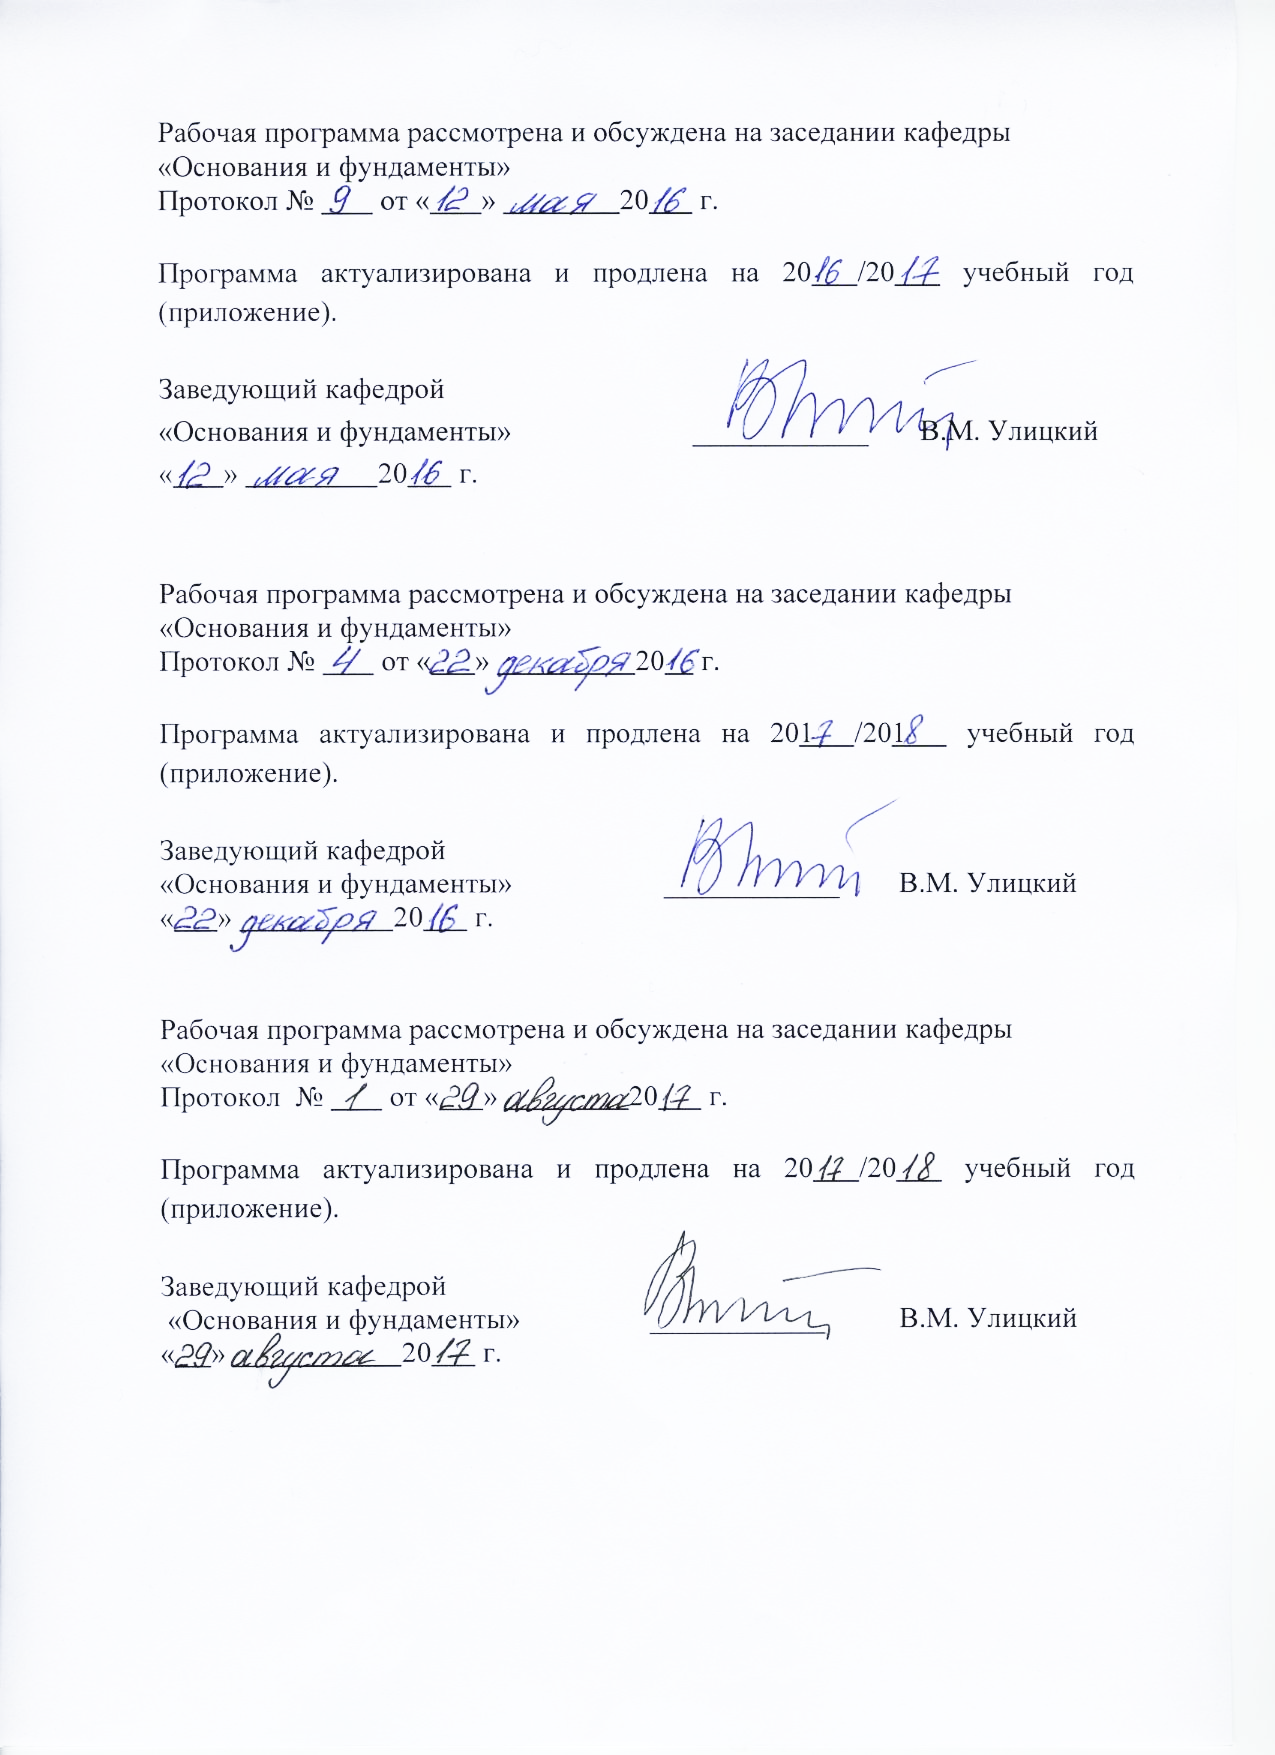 Рабочая программа рассмотрена и обсуждена на заседании кафедры
«Основания и фундаменты»
Протокол № 9 от «12» мая 2016 г.
Программа актуализирована и продлена на 2016/2017 учебный год
(приложение).
Заведующий кафедрой
«Основания и фундаменты» В.М. Улицкий
«12» мая 2016 г.
Рабочая программа рассмотрена и обсуждена на заседании кафедры
«Основания и фундаменты»
Протокол № 4 от «22» декабря 2016 г.
Программа актуализирована и продлена на 2017/2018 учебный год
(приложение).
Заведующий кафедрой
«Основания и фундаменты» В.М. Улицкий
«22» декабря 2016 г.
Рабочая программа рассмотрена и обсуждена на заседании кафедры
«Основания и фундаменты»
Протокол № 1 от «29» августа 2017 г.
Программа актуализирована и продлена на 2017/2018 учебный год
(приложение).
Заведующий кафедрой
«Основания и фундаменты» В.М. Улицкий
«29» августа 2017 г.